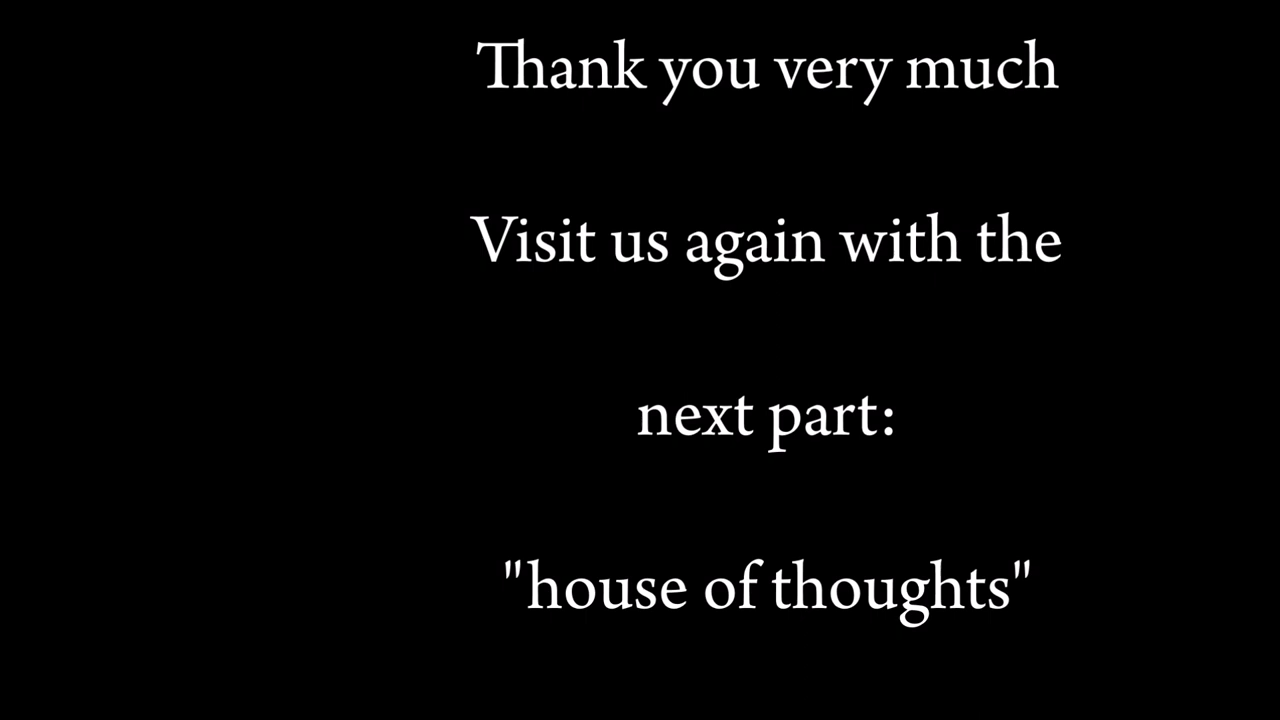 Thank you very much
Visit us again with the
next part:
"house of thoughts"